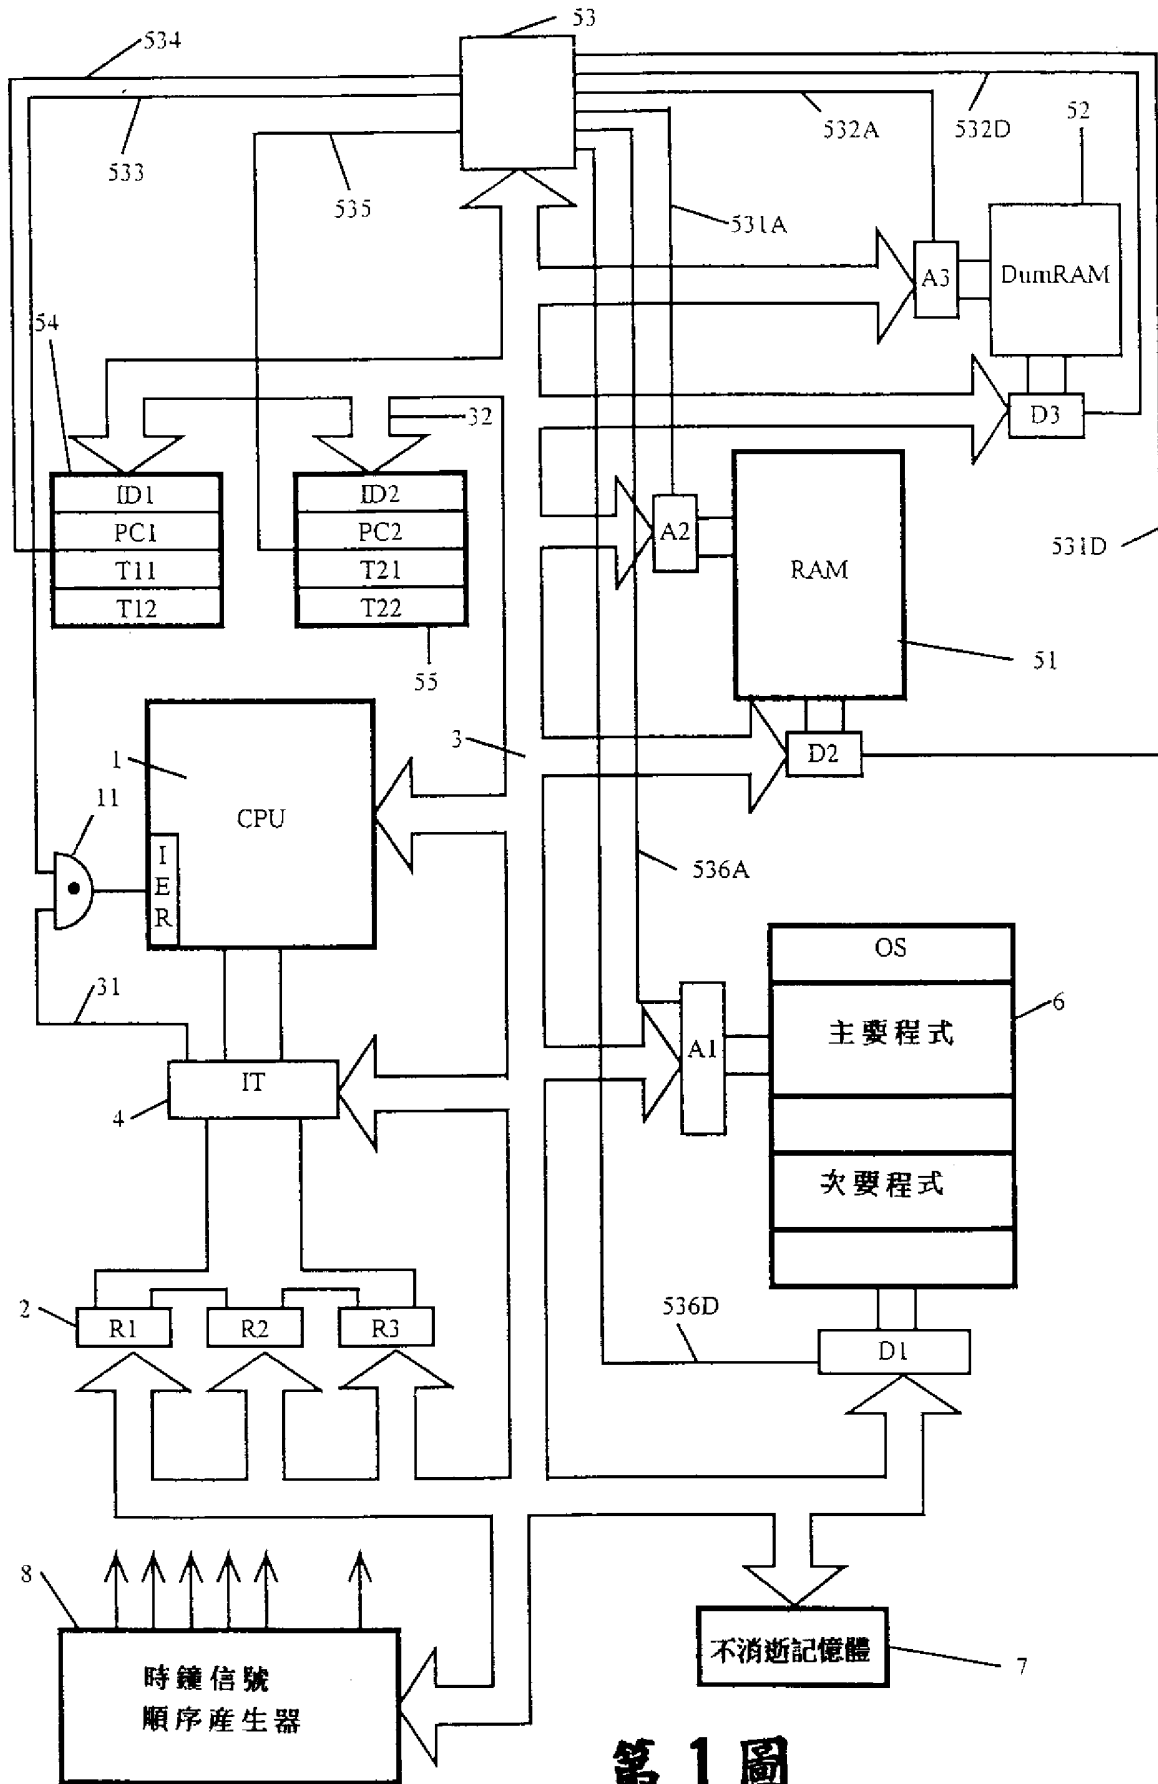 53
534
533
535
532A
532D
52
531A
A3
DumRAM
D3
54
32
ID1
PC1
T11
T12
ID2
PC2
T21
T22
55
A2
RAM
531D
51
D2
3
1
CPU
11
I
E
R
536A
31
IT
4
OS
主要程式
6
A1
次要程式
2
R1
R2
R3
536D
D1
8
時鐘信號
順序産生器
不消逝記憶體
7
第1圖